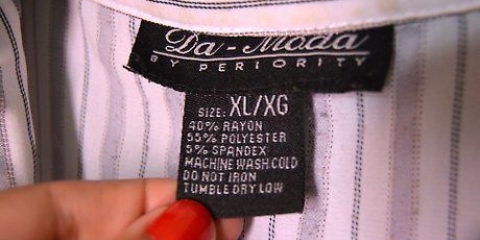 Da-Moda
BY PERIORITY
SIZE: XL/XG
40% RAYON
55% POLYESTER
5% SPANDEX
MACHINE WASH COLD
DO NOT IRON
TUMBLE DRY LOW